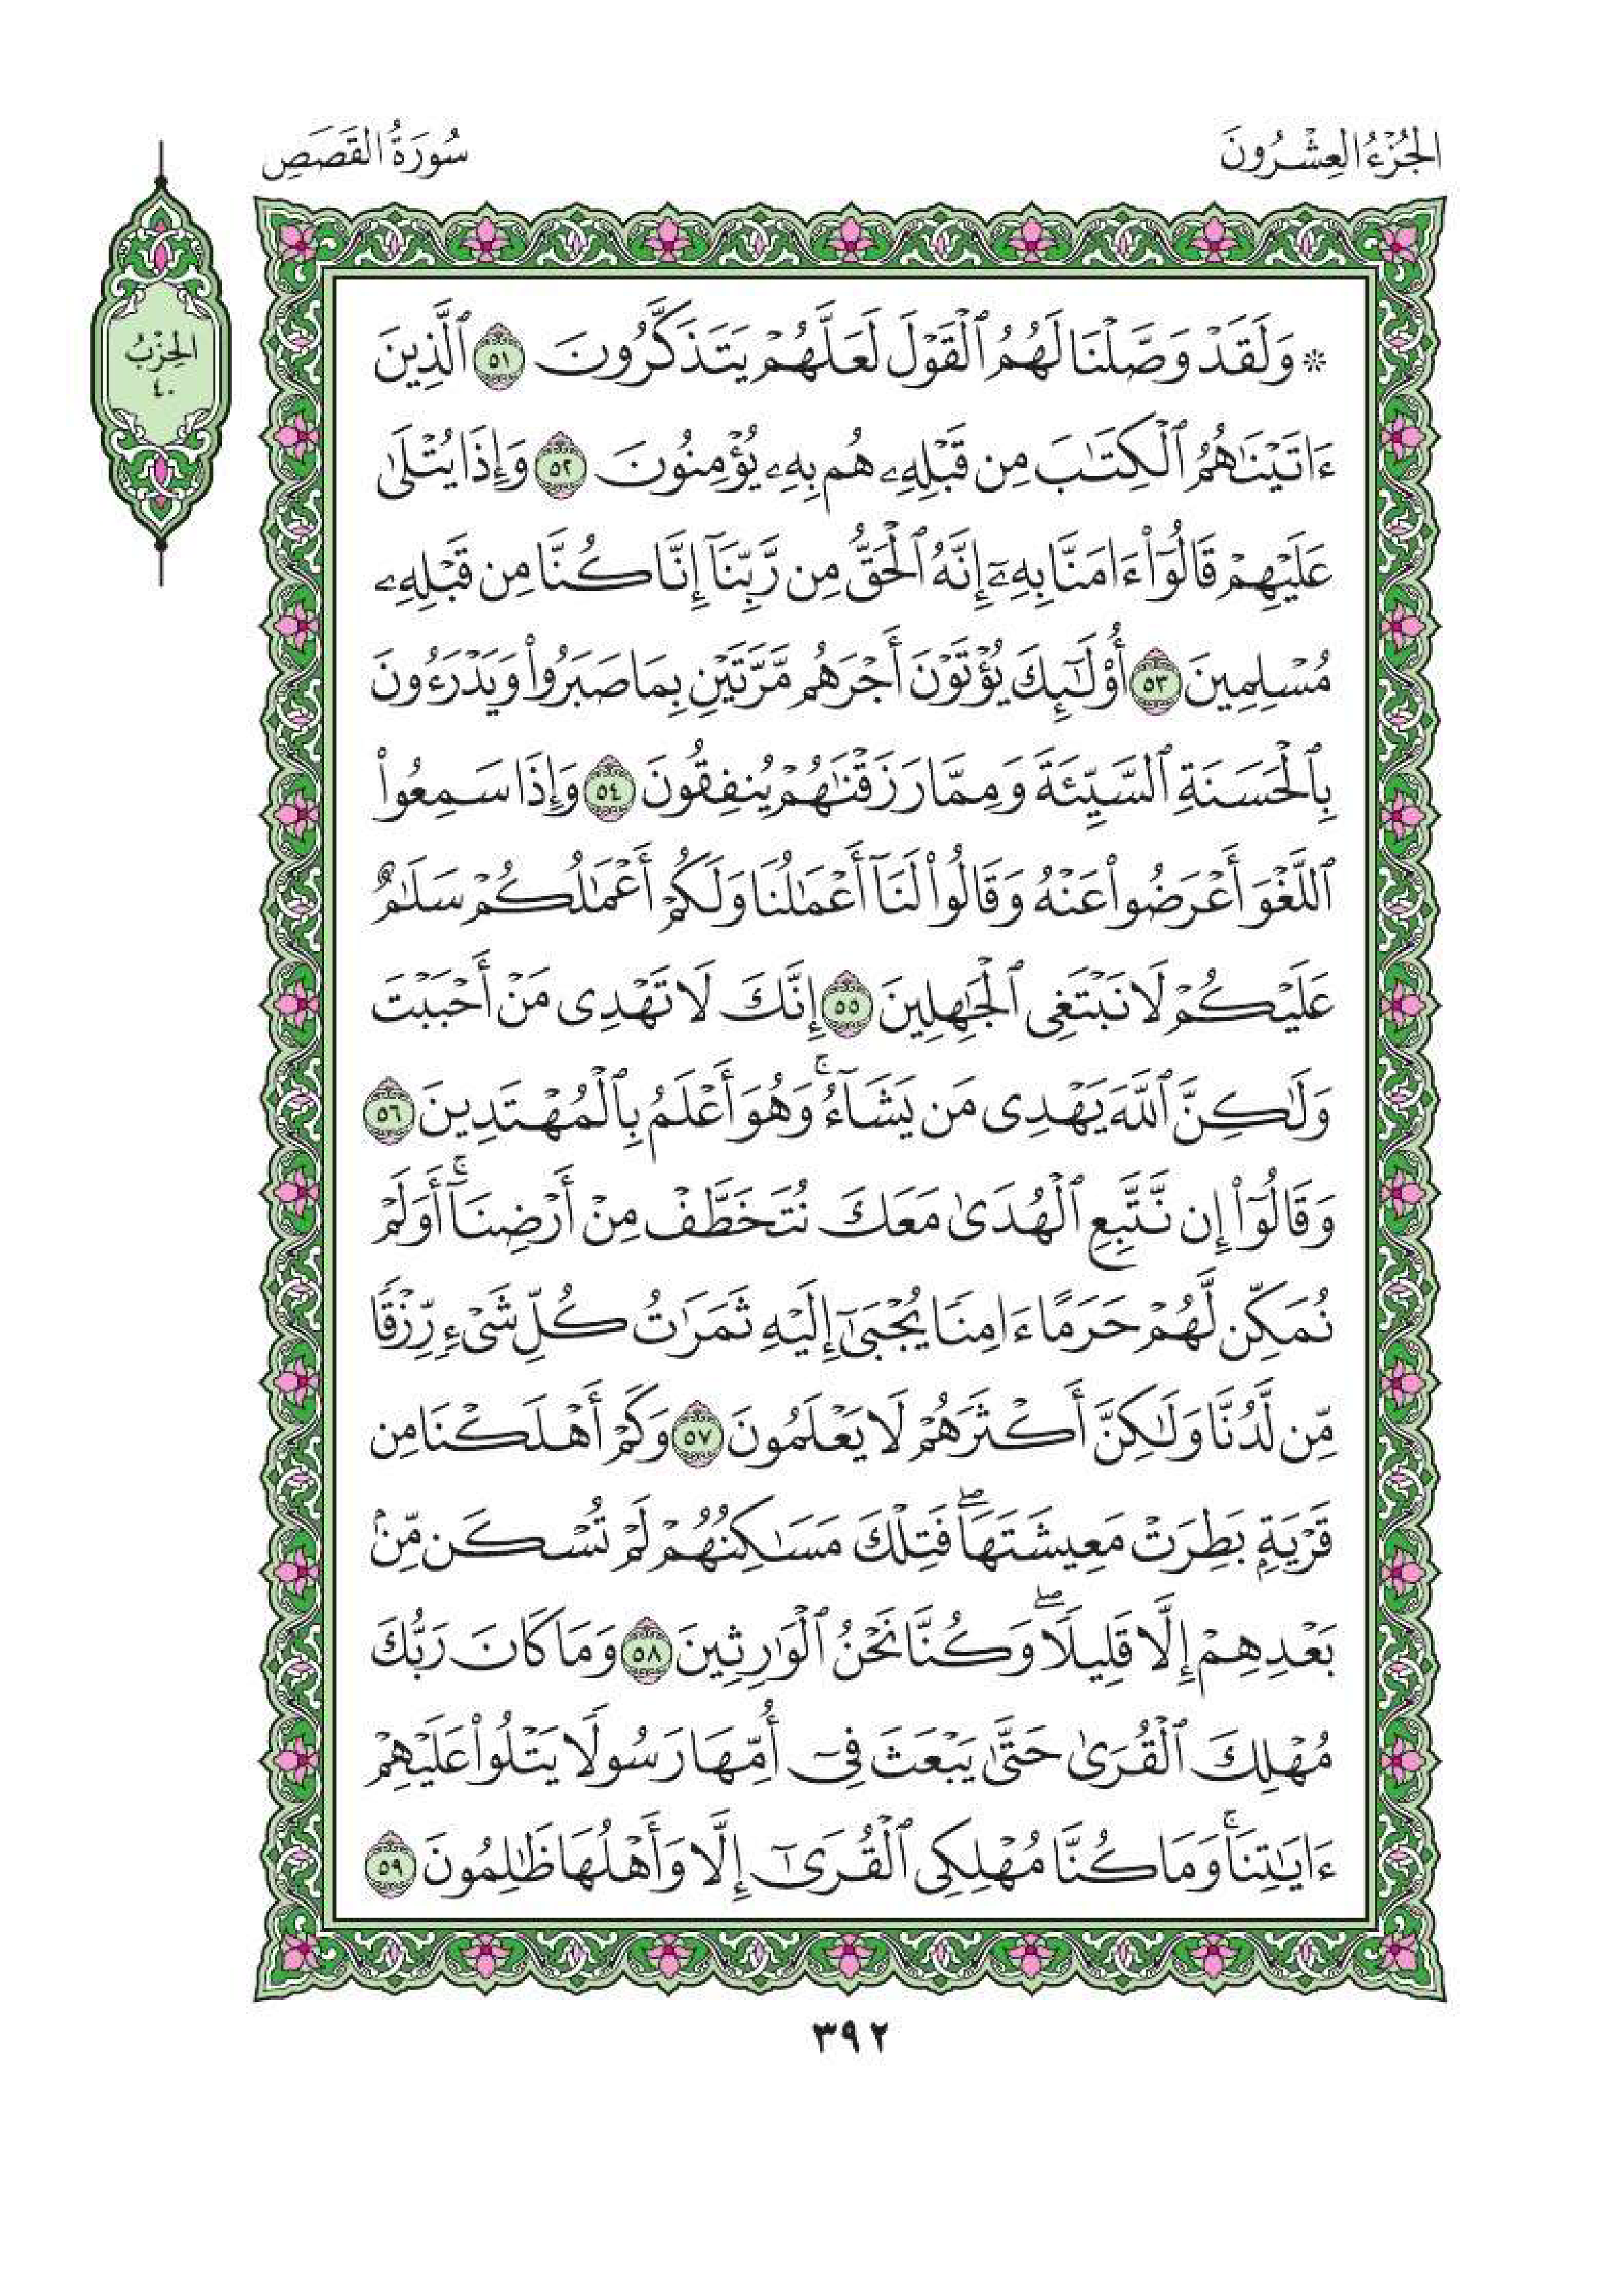 الجُزْءُ العِشْرُونَ
سُورَةُ القَصَصِ
الحِزْبُ
٤٠
۞ وَلَقَدْ وَصَّلْنَا لَهُمُ ٱلْقَوْلَ لَعَلَّهُمْ يَتَذَكَّرُونَ ٥١ ٱلَّذِينَ
ءَاتَيْنَٰهُمُ ٱلْكِتَٰبَ مِن قَبْلِهِۦ هُم بِهِۦ يُؤْمِنُونَ ٥٢ وَإِذَا يُتْلَىٰ
عَلَيْهِمْ قَالُوٓا۟ ءَامَنَّا بِهِۦٓ إِنَّهُ ٱلْحَقُّ مِن رَّبِّنَآ إِنَّا كُنَّا مِن قَبْلِهِۦ
مُسْلِمِينَ ٥٣ أُو۟لَٰٓئِكَ يُؤْتَوْنَ أَجْرَهُم مَّرَّتَيْنِ بِمَا صَبَرُوا۟ وَيَدْرَءُونَ
بِٱلْحَسَنَةِ ٱلسَّيِّئَةَ وَمِمَّا رَزَقْنَٰهُمْ يُنفِقُونَ ٥٤ وَإِذَا سَمِعُوا۟
ٱللَّغْوَ أَعْرَضُوا۟ عَنْهُ وَقَالُوا۟ لَنَآ أَعْمَٰلُنَا وَلَكُمْ أَعْمَٰلُكُمْ سَلَٰمٌ
عَلَيْكُمْ لَا نَبْتَغِى ٱلْجَٰهِلِينَ ٥٥ إِنَّكَ لَا تَهْدِى مَنْ أَحْبَبْتَ
وَلَٰكِنَّ ٱللَّهَ يَهْدِى مَن يَشَآءُ ۚ وَهُوَ أَعْلَمُ بِٱلْمُهْتَدِينَ ٥٦
وَقَالُوٓا۟ إِن نَّتَّبِعِ ٱلْهُدَىٰ مَعَكَ نُتَخَطَّفْ مِنْ أَرْضِنَآ ۚ أَوَلَمْ
نُمَكِّن لَّهُمْ حَرَمًا ءَامِنًا يُجْبَىٰٓ إِلَيْهِ ثَمَرَٰتُ كُلِّ شَىْءٍ رِّزْقًا
مِّن لَّدُنَّا وَلَٰكِنَّ أَكْثَرَهُمْ لَا يَعْلَمُونَ ٥٧ وَكَمْ أَهْلَكْنَا مِن
قَرْيَةٍۭ بَطِرَتْ مَعِيشَتَهَا ۖ فَتِلْكَ مَسَٰكِنُهُمْ لَمْ تُسْكَن مِّنۢ
بَعْدِهِمْ إِلَّا قَلِيلًا ۖ وَكُنَّا نَحْنُ ٱلْوَٰرِثِينَ ٥٨ وَمَا كَانَ رَبُّكَ
مُهْلِكَ ٱلْقُرَىٰ حَتَّىٰ يَبْعَثَ فِىٓ أُمِّهَا رَسُولًا يَتْلُوا۟ عَلَيْهِمْ
ءَايَٰتِنَا ۚ وَمَا كُنَّا مُهْلِكِى ٱلْقُرَىٰٓ إِلَّا وَأَهْلُهَا ظَٰلِمُونَ ٥٩
٣٩٢